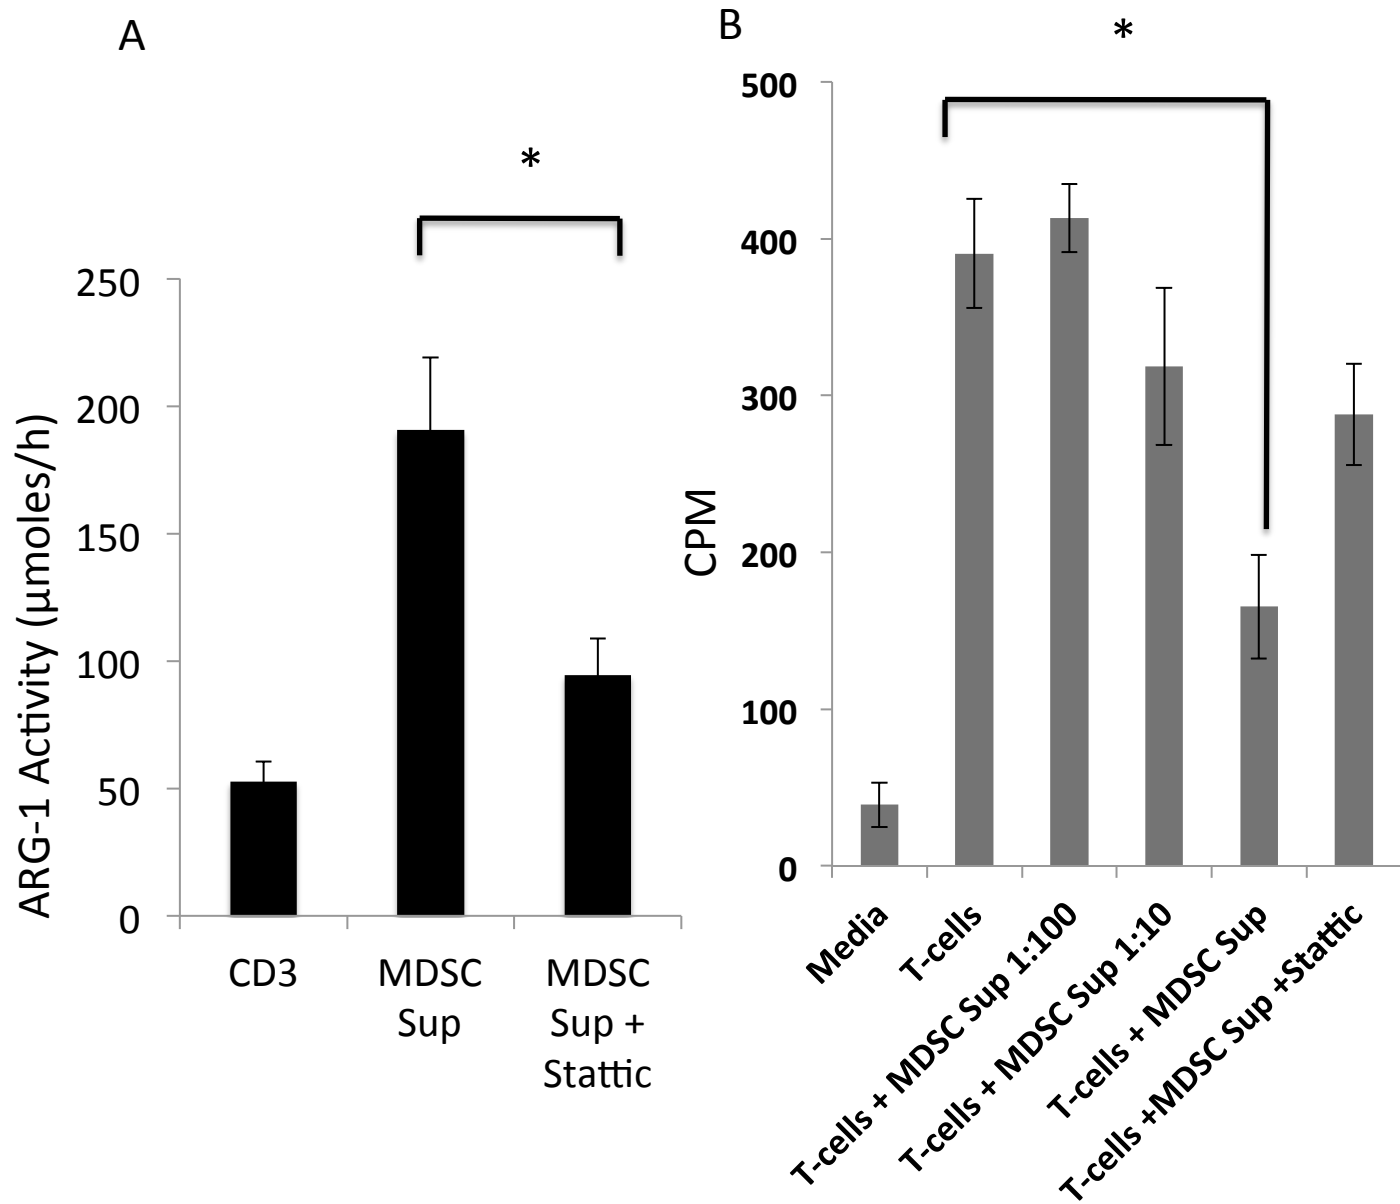 A
*
250
200
150
100
50
0
ARG-1 Activity (µmoles/h)
CD3
MDSC
Sup
MDSC
Sup +
Stattic
B
*
500
400
300
200
100
0
CPM
Media
T-cells
T-cells + MDSC Sup 1:100
T-cells + MDSC Sup 1:10
T-cells + MDSC Sup
T-cells +MDSC Sup +Stattic